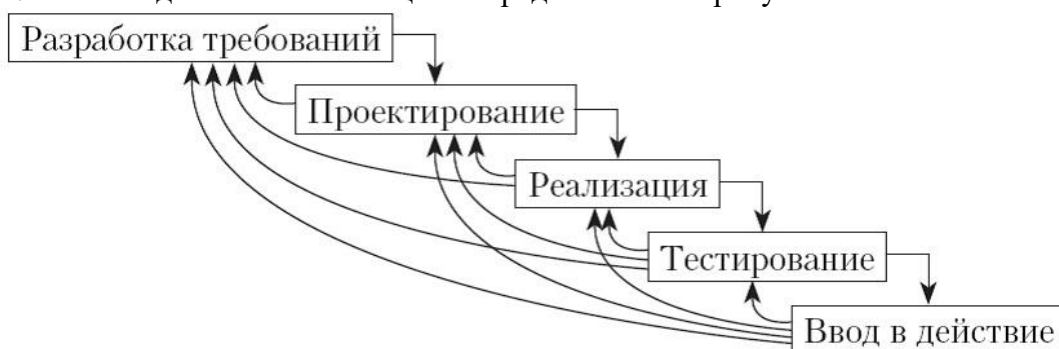 Разработка требований
Проектирование
Реализация
Тестирование
Ввод в действие